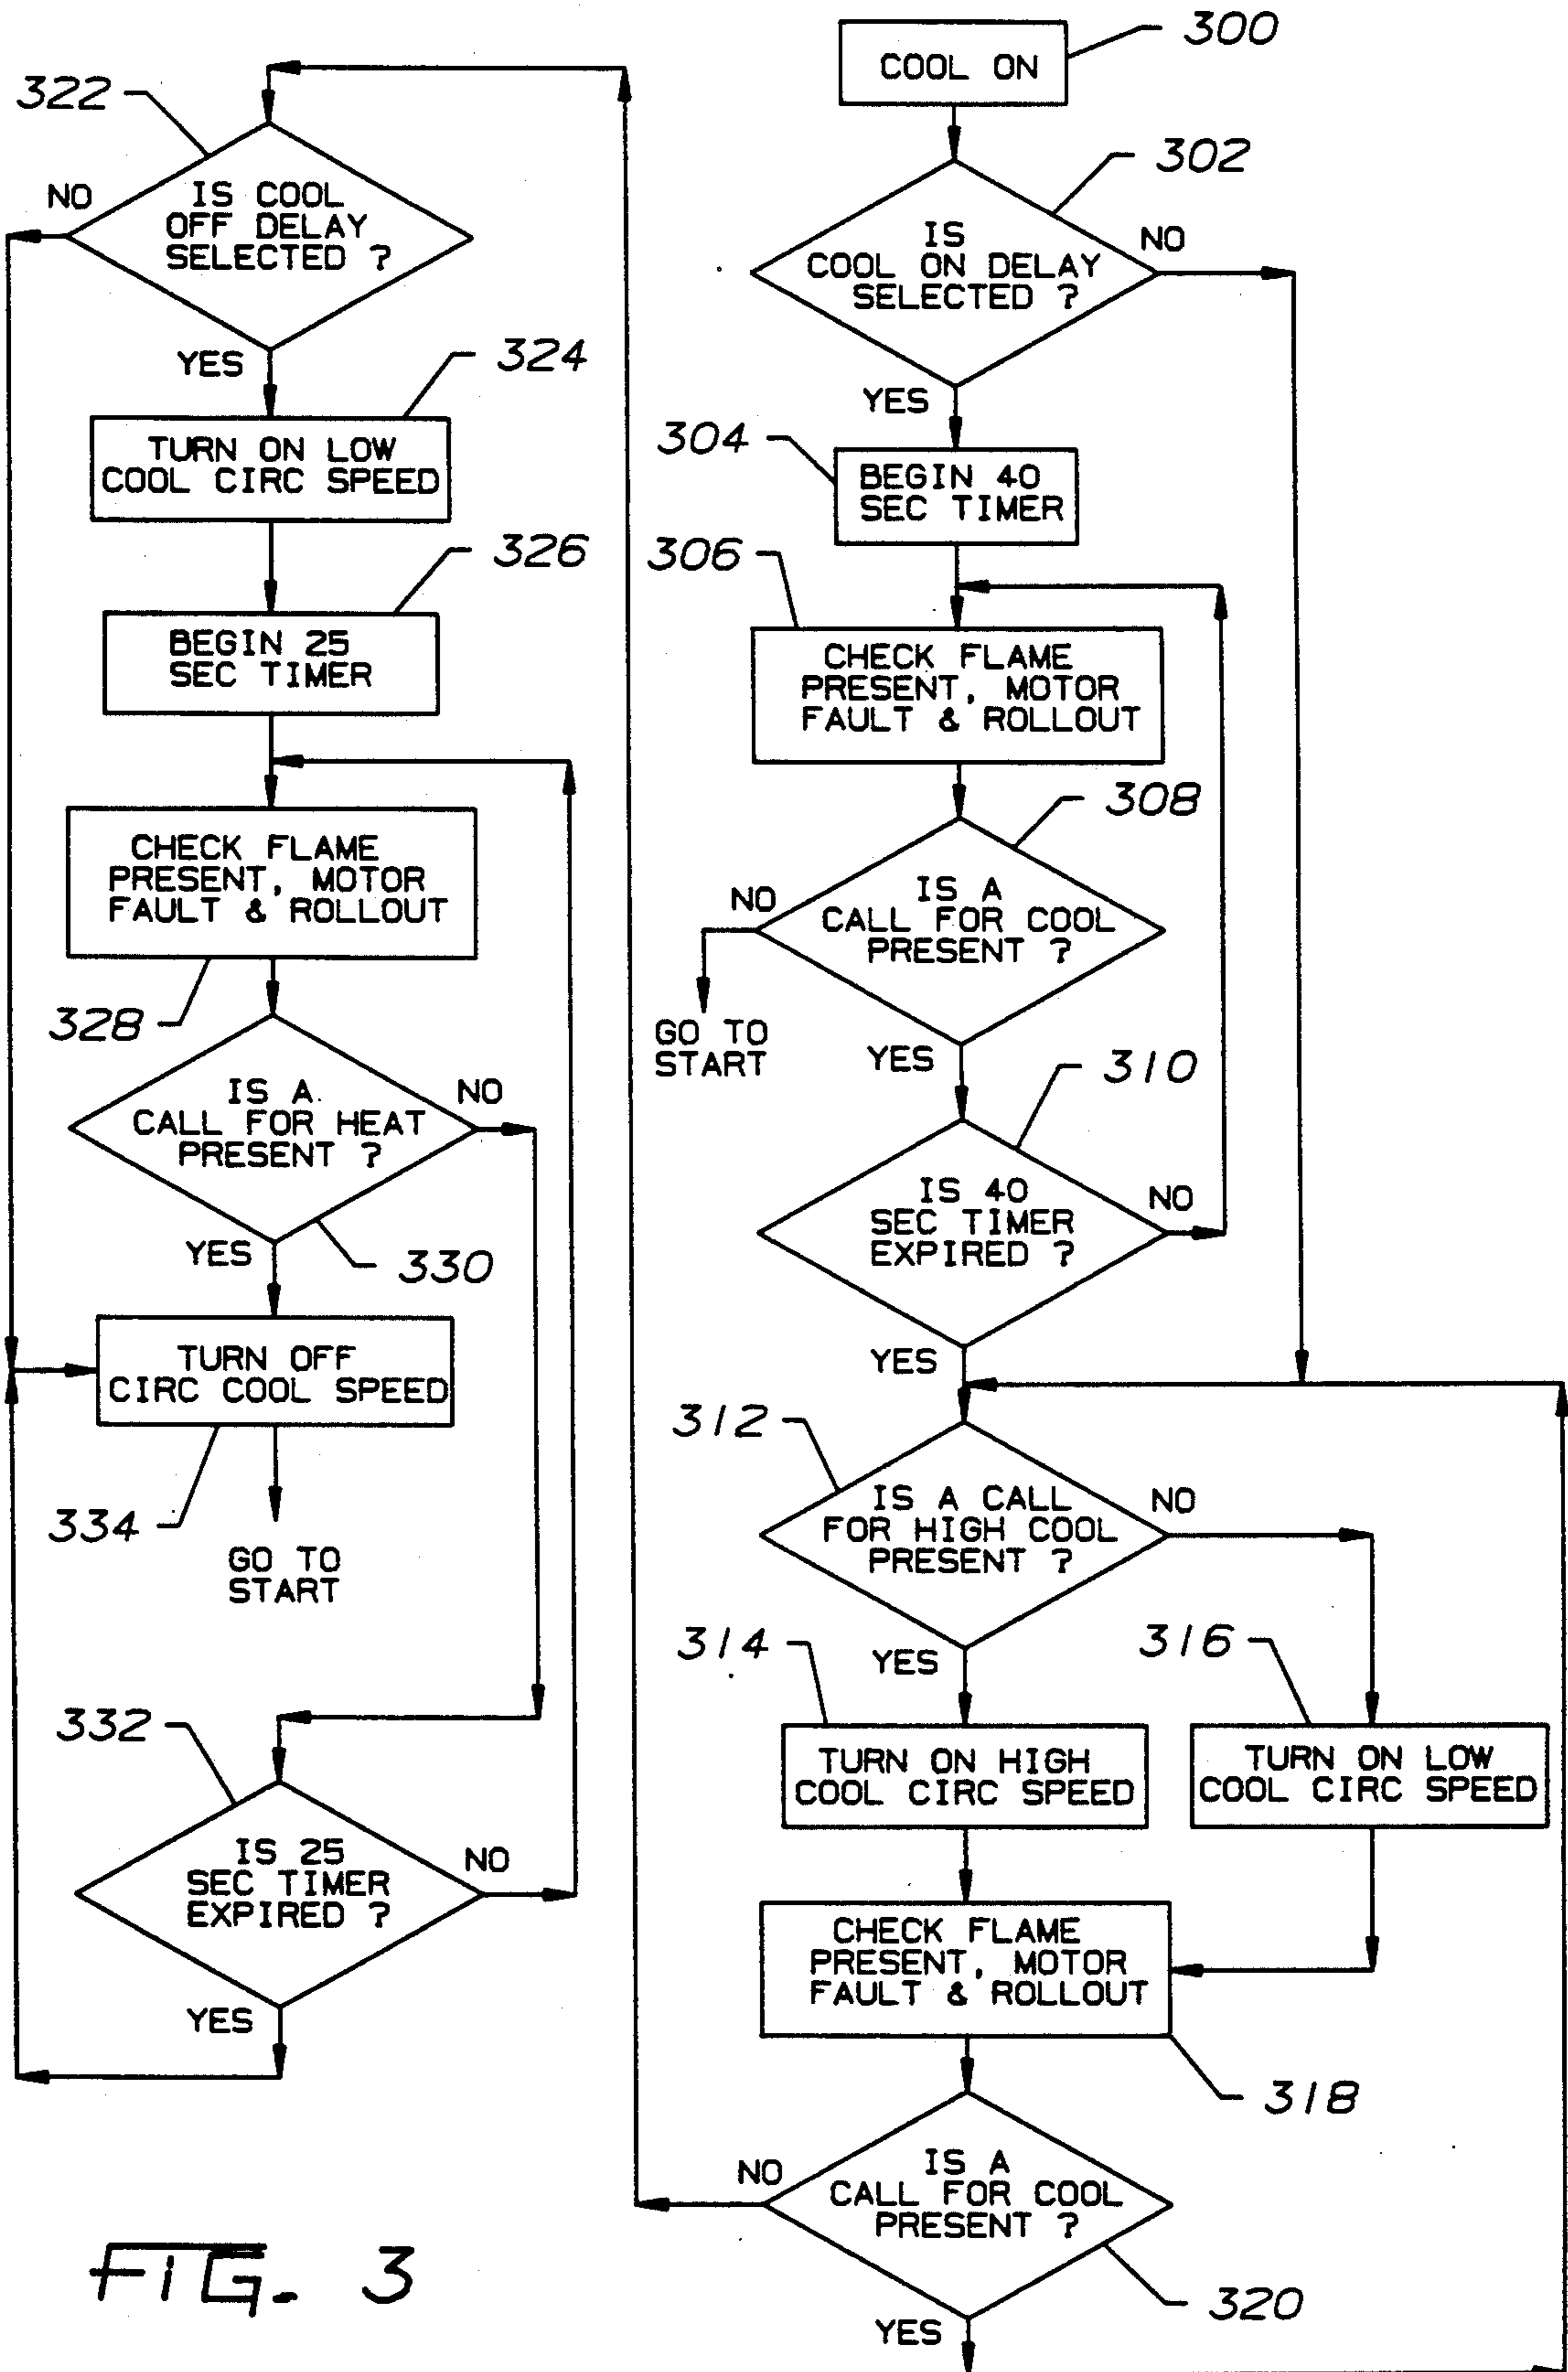 300
COOL ON
302
IS
COOL ON DELAY
SELECTED ?
NO
YES
304
BEGIN 40
SEC TIMER
306
CHECK FLAME
PRESENT, MOTOR
FAULT & ROLLOUT
308
NO
IS A
CALL FOR COOL
PRESENT ?
GO TO
START
YES
310
IS 40
SEC TIMER
EXPIRED ?
NO
YES
312
IS A CALL
FOR HIGH COOL
PRESENT ?
NO
YES
314
316
TURN ON HIGH
COOL CIRC SPEED
TURN ON LOW
COOL CIRC SPEED
CHECK FLAME
PRESENT, MOTOR
FAULT & ROLLOUT
318
NO
IS A
CALL FOR COOL
PRESENT ?
320
YES
322
NO
IS COOL
OFF DELAY
SELECTED ?
YES
324
TURN ON LOW
COOL CIRC SPEED
326
BEGIN 25
SEC TIMER
CHECK FLAME
PRESENT, MOTOR
FAULT & ROLLOUT
328
IS A
CALL FOR HEAT
PRESENT ?
NO
YES
330
TURN OFF
CIRC COOL SPEED
334
GO TO
START
332
IS 25
SEC TIMER
EXPIRED ?
NO
YES
FIG. 3